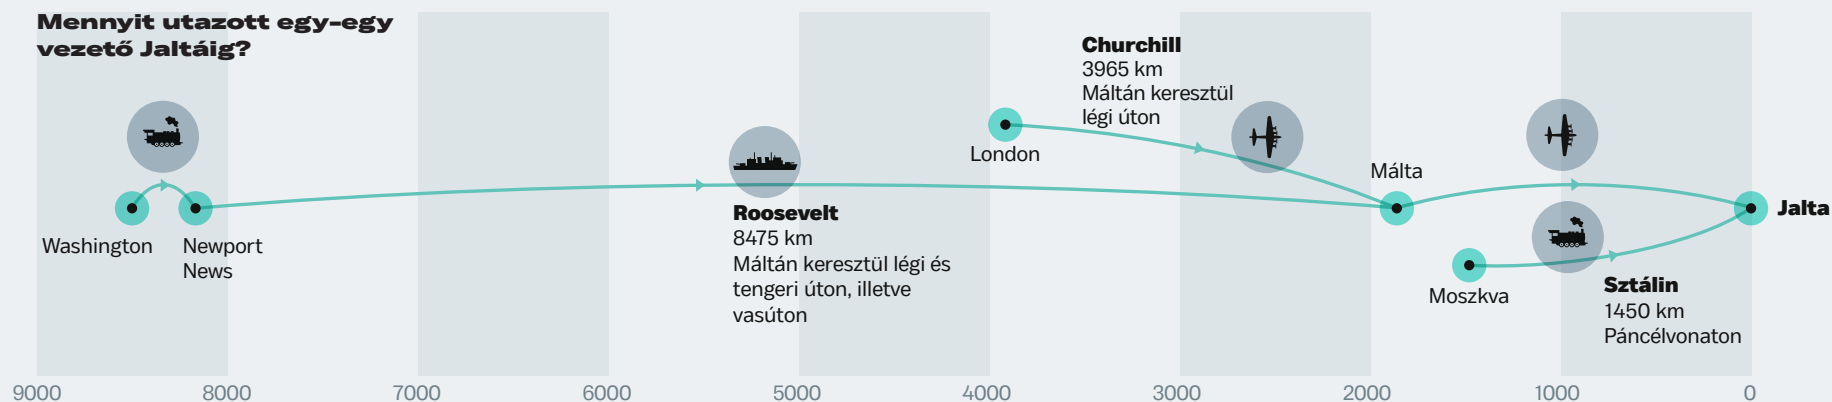 Mennyit utazott egy-egy
vezető Jaltáig?
Churchill
3965 km
Máltán keresztül
légi úton
London
Málta
Washington
Newport
News
Roosevelt
8475 km
Máltán keresztül légi és
tengeri úton, illetve
vasúton
Jalta
Moszkva
Sztálin
1450 km
Páncélvonaton
9000 8000 7000 6000 5000 4000 3000 2000 1000 0